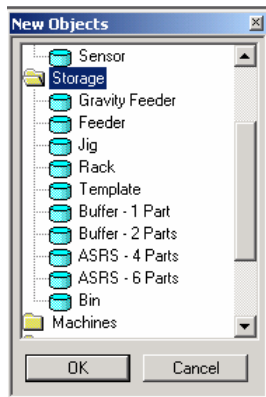 New Objects
Sensor
Storage
Gravity Feeder
Feeder
Jig
Rack
Template
Buffer - 1 Part
Buffer - 2 Parts
ASRS - 4 Parts
ASRS - 6 Parts
Bin
Machines
OK Cancel